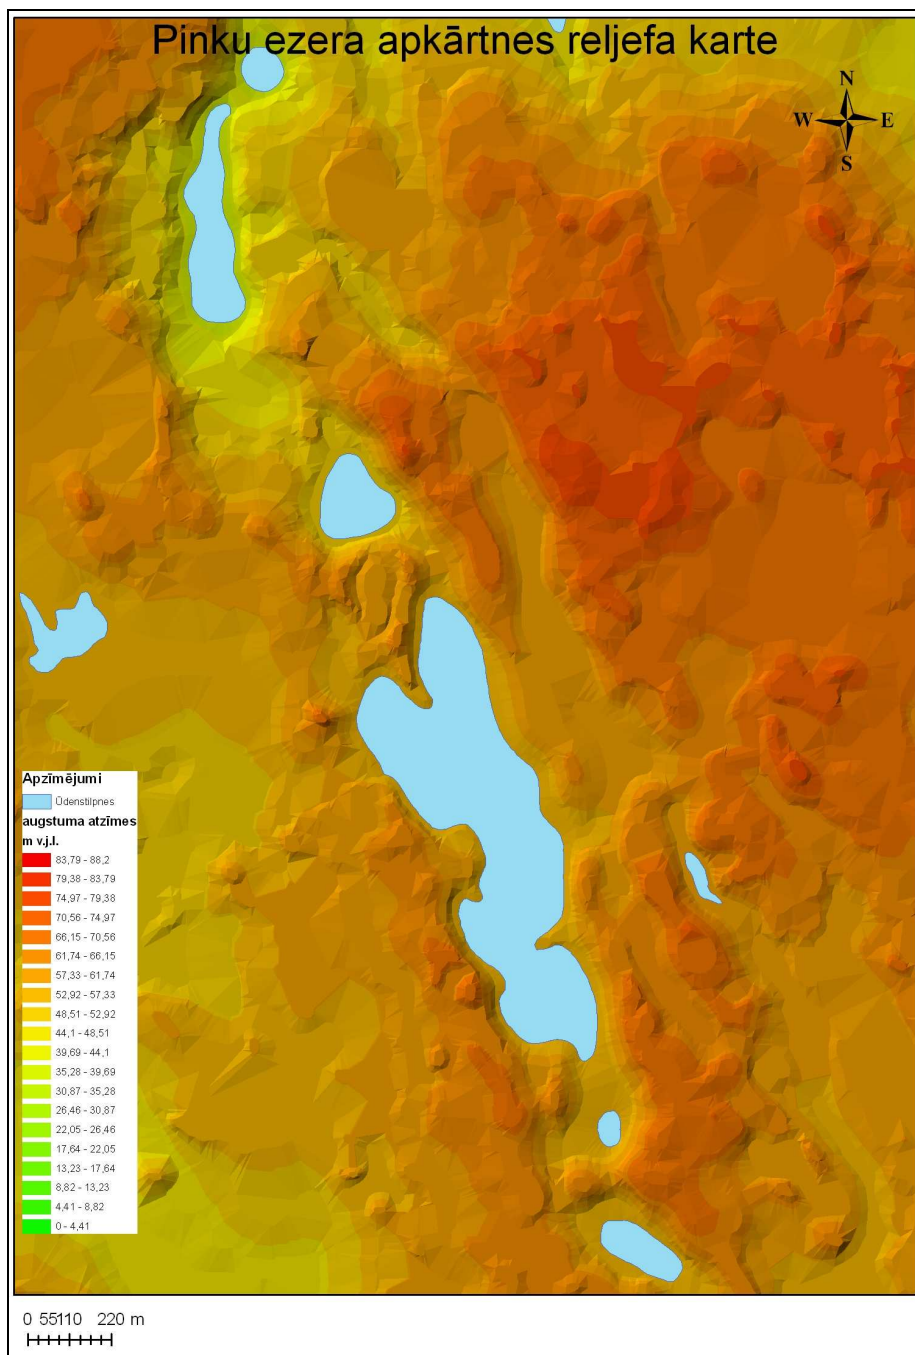 Pinku ezera apkārtnes reljefa karte
N
W E
S
Apzīmējumi
Ūdenstilpnes
augstuma atzīmes
m v.j.l.
83,79 - 88,2
79,38 - 83,79
74,97 - 79,38
70,56 - 74,97
66,15 - 70,56
61,74 - 66,15
57,33 - 61,74
52,92 - 57,33
48,51 - 52,92
44,1 - 48,51
39,69 - 44,1
35,28 - 39,69
30,87 - 35,28
26,46 - 30,87
22,05 - 26,46
17,64 - 22,05
13,23 - 17,64
8,82 - 13,23
4,41 - 8,82
0 - 4,41
0 55110 220 m